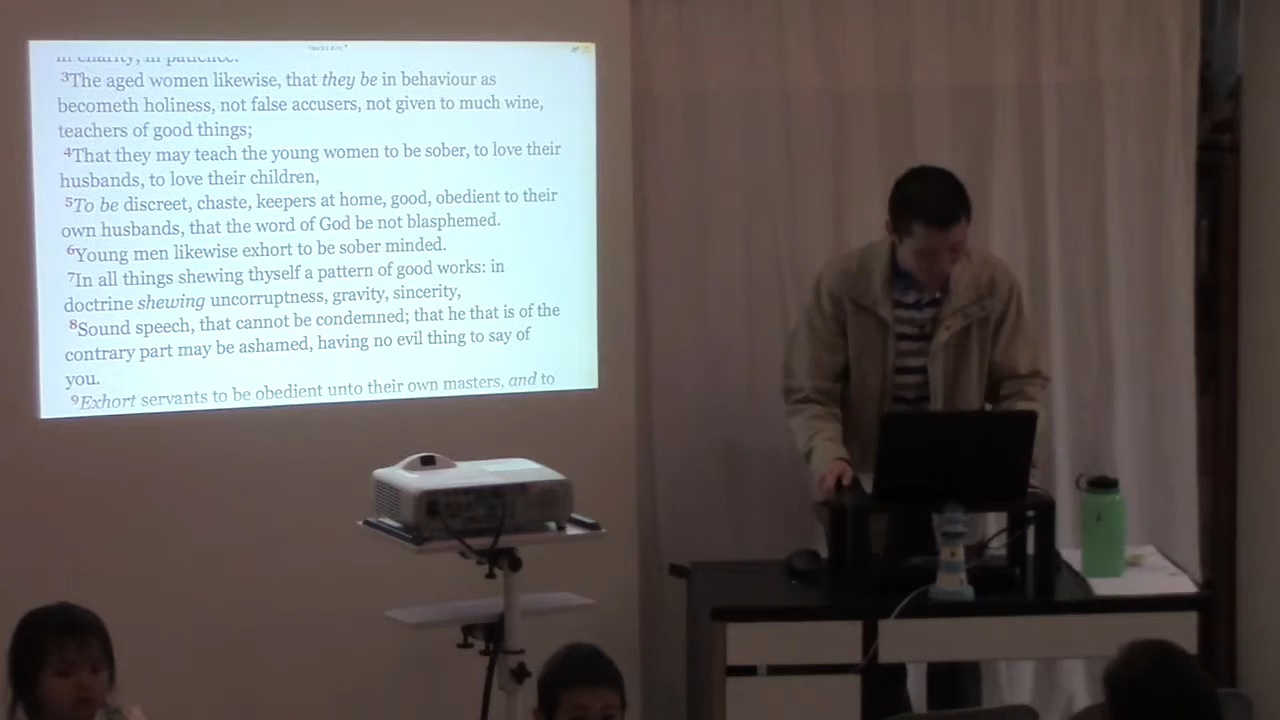 in charity, in patience.
³The aged women likewise, that they be in behaviour as
becometh holiness, not false accusers, not given to much wine,
teachers of good things;
⁴That they may teach the young women to be sober, to love their
husbands, to love their children,
⁵To be discreet, chaste, keepers at home, good, obedient to their
own husbands, that the word of God be not blasphemed.
⁶Young men likewise exhort to be sober minded.
⁷In all things shewing thyself a pattern of good works: in
doctrine shewing uncorruptness, gravity, sincerity,
⁸Sound speech, that cannot be condemned; that he that is of the
contrary part may be ashamed, having no evil thing to say of
you.
⁹Exhort servants to be obedient unto their own masters, and to